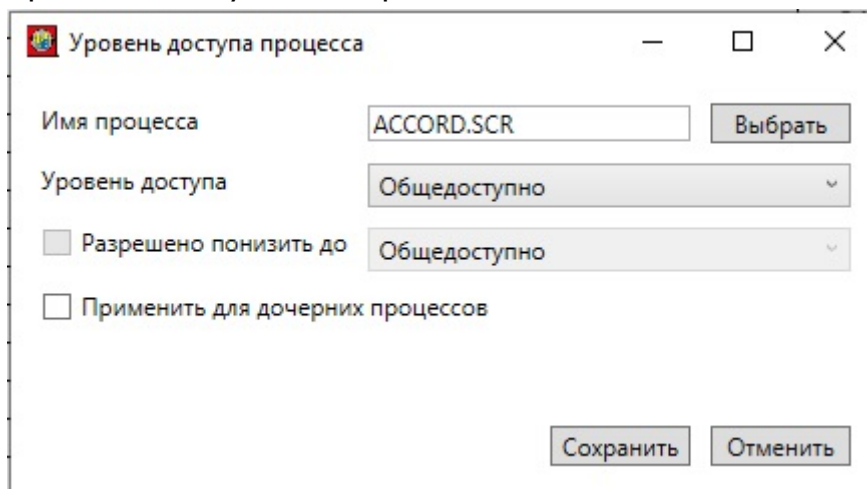 Уровень доступа процесса
Имя процесса ACCORD.SCR Выбрать
Уровень доступа Общедоступно
Разрешено понизить до Общедоступно
Применить для дочерних процессов
Сохранить Отменить